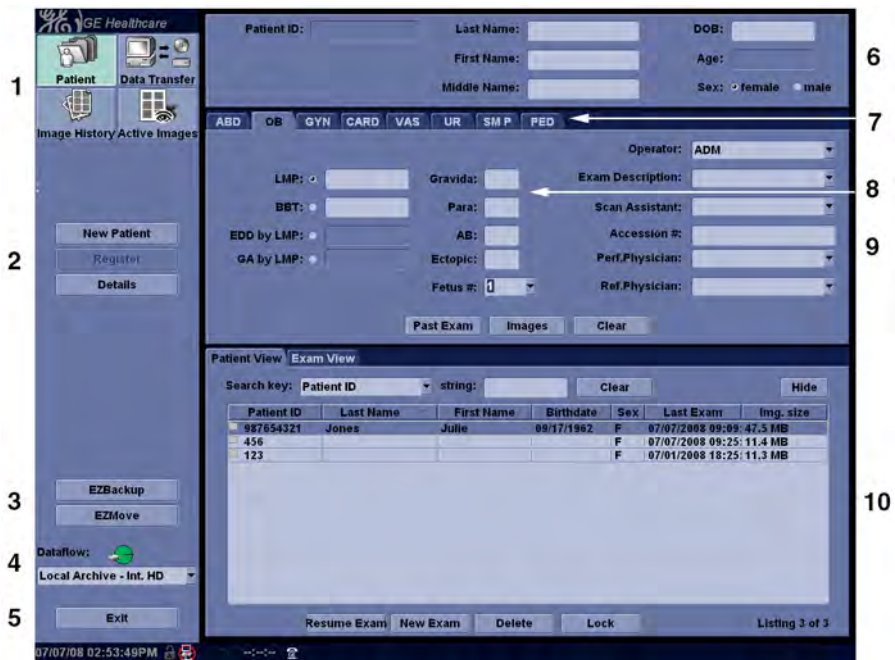 GE Healthcare
Patient ID: Last Name: DOB:
First Name: Age:
Middle Name: Sex: female male
1
6
Patient Data Transfer
Image History Active Images
ABD OB GYN CARD VAS UR SM P PED
7
Operator: ADM
LMP: Gravida: Exam Description:
8
BBT: Para: Scan Assistant:
EDD by LMP: AB: Accession #:
GA by LMP: Ectopic: Perf.Physician:
9
Fetus #: 1 Ref.Physician:
New Patient
2
Register
Details
Past Exam Images Clear
Patient View Exam View
Search key: Patient ID string: Clear Hide
Patient ID Last Name First Name Birthdate Sex Last Exam Img. size
987654321 Jones Julie 09/17/1962 F 07/07/2008 09:09: 47.5 MB
456 F 07/07/2008 09:25: 11.4 MB
123 F 07/01/2008 18:25: 11.3 MB
3
EZBackup
EZMove
10
4
Dataflow:
Local Archive - Int. HD
5
Exit
Resume Exam New Exam Delete Lock Listing 3 of 3
07/07/08 02:53:49PM --:--:--